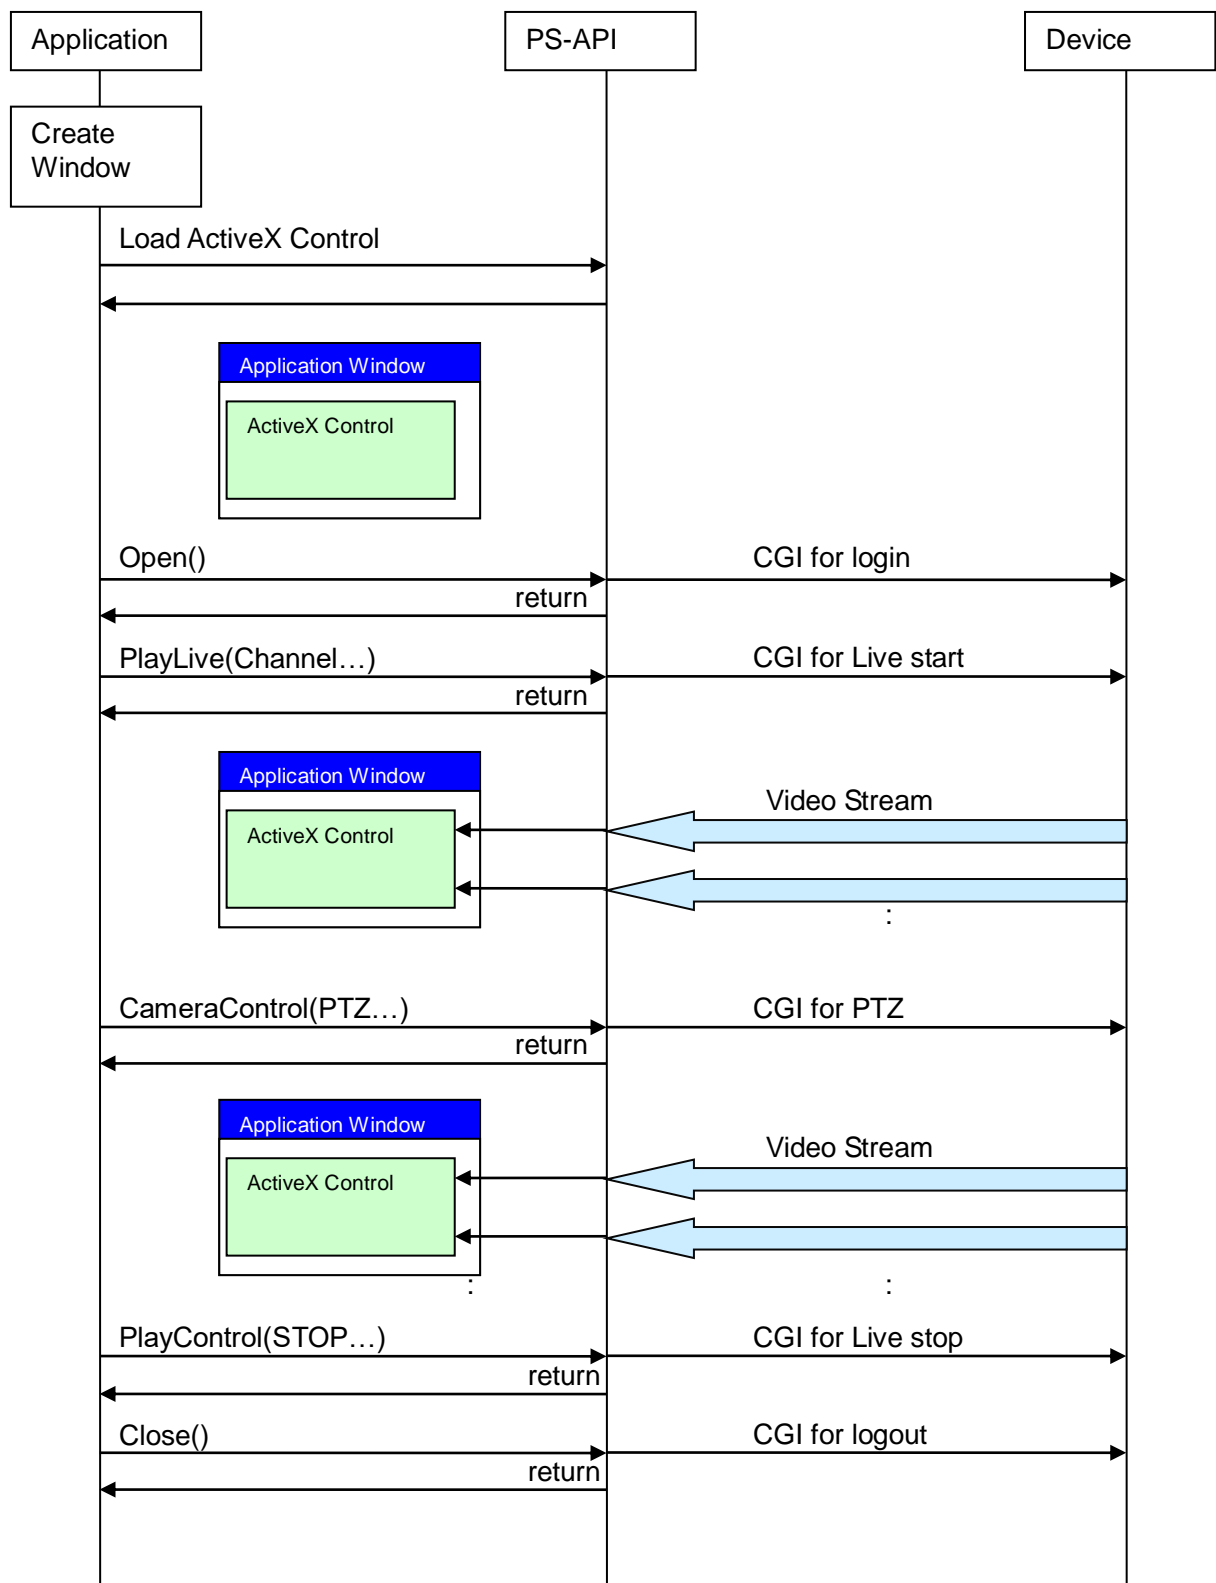 Application
PS-API
Device
Create
Window
Load ActiveX Control
Application Window
ActiveX Control
Open()
CGI for login
return
PlayLive(Channel…)
CGI for Live start
return
Application Window
Video Stream
ActiveX Control
:
CameraControl(PTZ…)
CGI for PTZ
return
Application Window
Video Stream
ActiveX Control
:
:
PlayControl(STOP…)
CGI for Live stop
return
Close()
CGI for logout
return